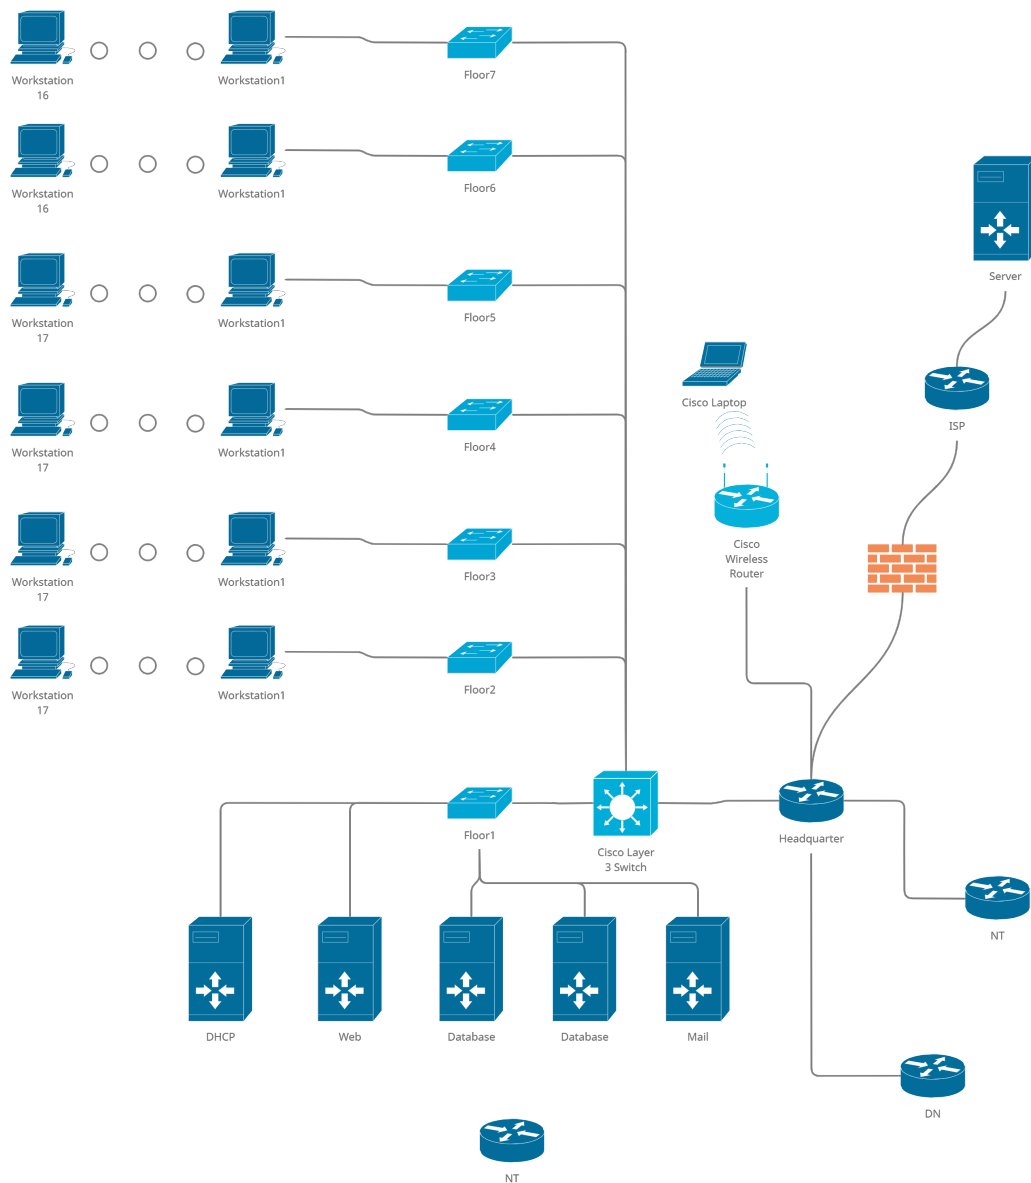 Workstation
16
Workstation1
Floor7
Workstation
16
Workstation1
Floor6
Server
Workstation
17
Workstation1
Floor5
Cisco Laptop
ISP
Workstation
17
Workstation1
Floor4
Cisco
Wireless
Router
Workstation
17
Workstation1
Floor3
Workstation
17
Workstation1
Floor2
Floor1
Cisco Layer
3 Switch
Headquarter
NT
DHCP
Web
Database
Database
Mail
DN
NT